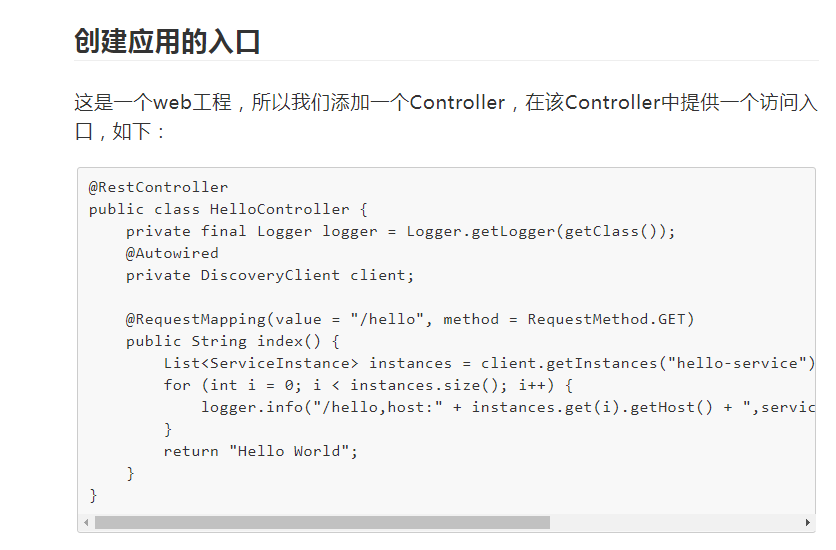 创建应用的入口
这是一个web工程，所以我们添加一个Controller，在该Controller中提供一个访问入
口，如下：
@RestController
public class HelloController {
    private final Logger logger = Logger.getLogger(getClass());
    @Autowired
    private DiscoveryClient client;

    @RequestMapping(value = "/hello", method = RequestMethod.GET)
    public String index() {
        List<ServiceInstance> instances = client.getInstances("hello-service")
        for (int i = 0; i < instances.size(); i++) {
            logger.info("/hello,host:" + instances.get(i).getHost() + ",servic
        }
        return "Hello World";
    }
}